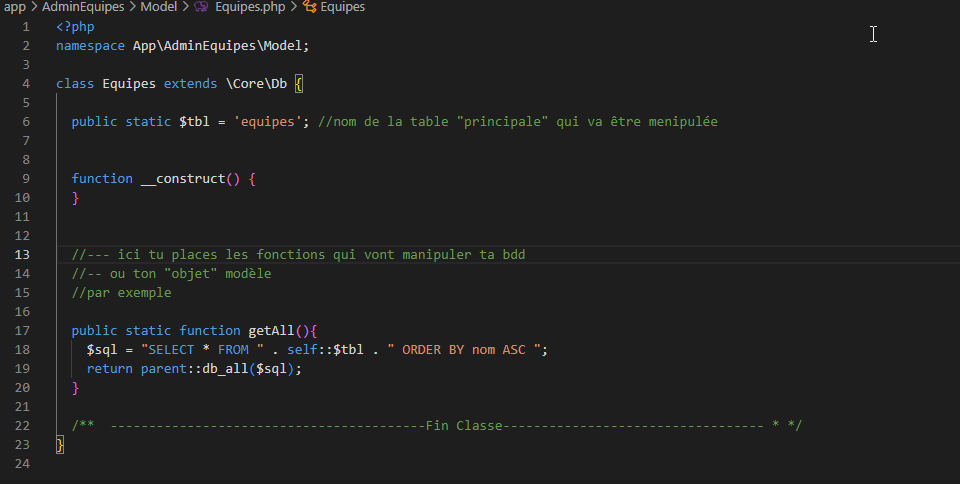 app > AdminEquipes > Model > Equipes.php > Equipes
1 <?php
2 namespace App\AdminEquipes\Model;
3
4 class Equipes extends \Core\Db {
5
6 public static $tbl = 'equipes'; //nom de la table "principale" qui va être menipulée
7
8
9 function __construct() {
10 }
11
12
13 //--- ici tu places les fonctions qui vont manipuler ta bdd
14 //-- ou ton "objet" modèle
15 //par exemple
16
17 public static function getAll(){
18 $sql = "SELECT * FROM " . self::$tbl . " ORDER BY nom ASC ";
19 return parent::db_all($sql);
20 }
21
22 /** -----------------------------------------Fin Classe---------------------------------- * */
23 }
24